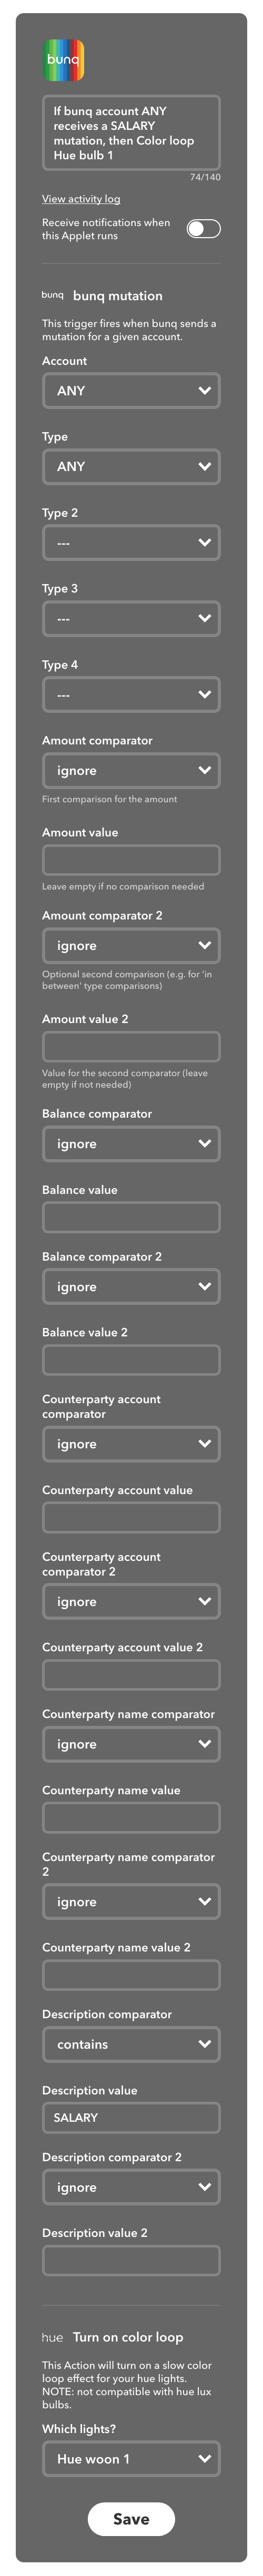 bunq
If bunq account ANY
receives a SALARY
mutation, then Color loop
Hue bulb 1
74/140
View activity log
Receive notifications when
this Applet runs
bunq bunq mutation
This trigger fires when bunq sends a
mutation for a given account.
Account
ANY
Type
ANY
Type 2
---
Type 3
---
Type 4
---
Amount comparator
ignore
First comparison for the amount
Amount value
Leave empty if no comparison needed
Amount comparator 2
ignore
Optional second comparison (e.g. for 'in
between' type comparisons)
Amount value 2
Value for the second comparator (leave
empty if not needed)
Balance comparator
ignore
Balance value
Balance comparator 2
ignore
Balance value 2
Counterparty account
comparator
ignore
Counterparty account value
Counterparty account
comparator 2
ignore
Counterparty account value 2
Counterparty name comparator
ignore
Counterparty name value
Counterparty name comparator
2
ignore
Counterparty name value 2
Description comparator
contains
Description value
SALARY
Description comparator 2
ignore
Description value 2
hue Turn on color loop
This Action will turn on a slow color
loop effect for your hue lights.
NOTE: not compatible with hue lux
bulbs.
Which lights?
Hue woon 1
Save